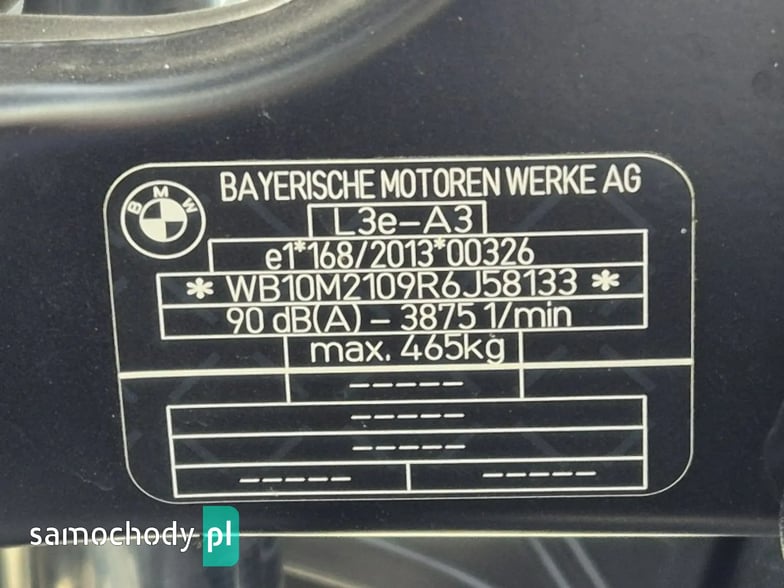 BMW
BAYERISCHE MOTOREN WERKE AG
L3e-A3
e1*168/2013*00326
* WB10M2109R6J58133 *
90 dB(A) - 3875 1/min
max. 465kg
-----
-----
-----
----- -----
samochody.pl